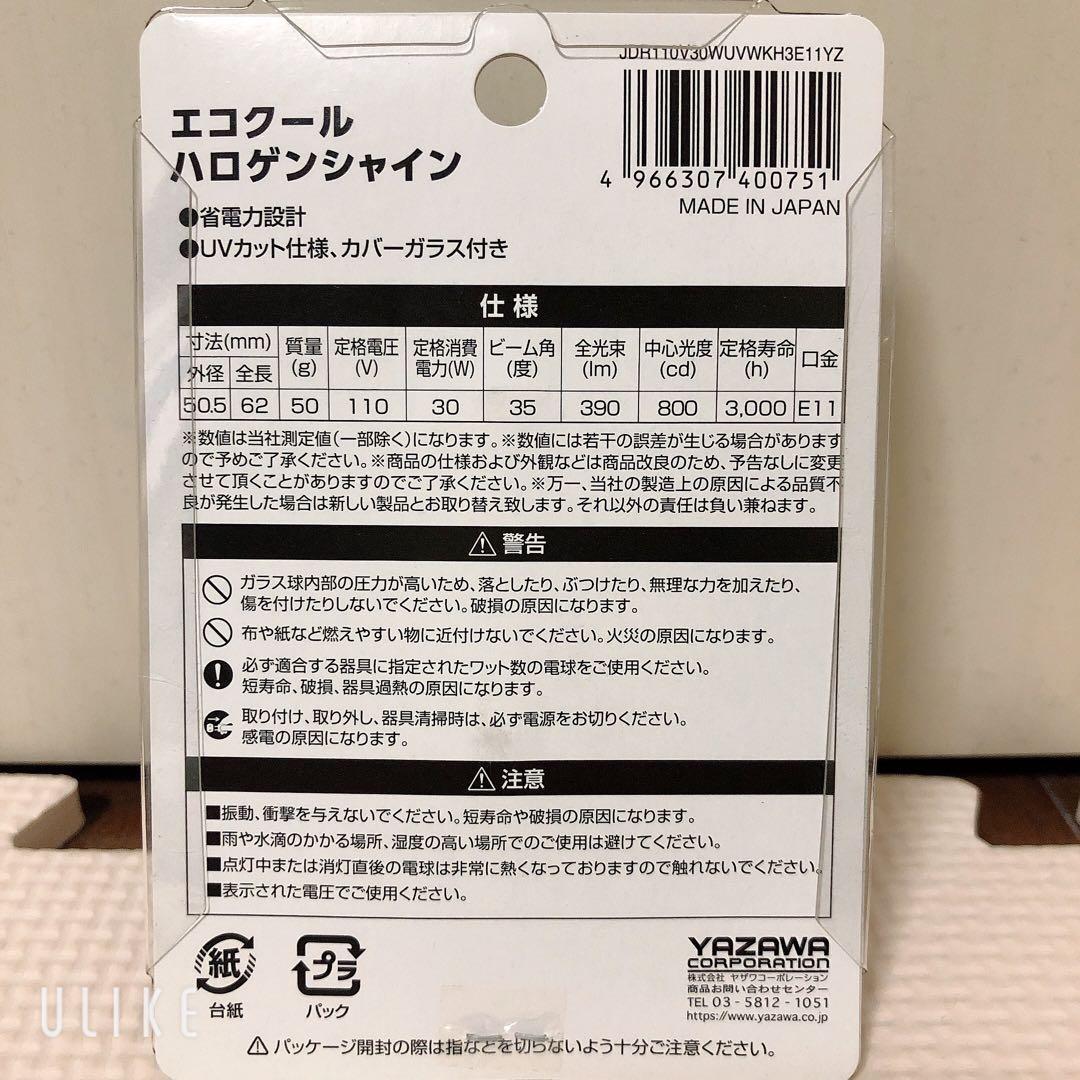 JDR110V30WUVWKH3E11YZ
エコクール
ハロゲンシャイン
4 966307 400751
MADE IN JAPAN
●省電力設計
●UVカット仕様、カバーガラス付き
仕様
寸法(mm) 質量(g) 定格電圧(V) 定格消費電力(W) ビーム角(度) 全光束(lm) 中心光度(cd) 定格寿命(h) 口金
外径 全長
50.5 62 50 110 30 35 390 800 3,000 E11
※数値は当社測定値(一部除く)になります。※数値には若干の誤差が生じる場合があります
ので予めご了承ください。※商品の仕様および外観などは商品改良のため、予告なしに変更
させて頂くことがありますのでご了承ください。※万一、当社の製造上の原因による品質不
良が発生した場合は新しい製品とお取り替え致します。それ以外の責任は負い兼ねます。
⚠警告
ガラス球内部の圧力が高いため、落としたり、ぶつけたり、無理な力を加えたり、
傷を付けたりしないでください。破損の原因になります。
布や紙など燃えやすい物に近付けないでください。火災の原因になります。
必ず適合する器具に指定されたワット数の電球をご使用ください。
短寿命、破損、器具過熱の原因になります。
取り付け、取り外し、器具清掃時は、必ず電源をお切りください。
感電の原因になります。
⚠注意
■振動、衝撃を与えないでください。短寿命や破損の原因になります。
■雨や水滴のかかる場所、湿度の高い場所でのご使用は避けてください。
■点灯中または消灯直後の電球は非常に熱くなっておりますので触れないでください。
■表示された電圧でご使用ください。
紙
台紙
プラ
パック
YAZAWA
CORPORATION
株式会社 ヤザワコーポレーション
商品お問い合わせセンター
TEL 03-5812-1051
https://www.yazawa.co.jp
⚠パッケージ開封の際は指などを切らないよう十分ご注意ください。
ULIKE